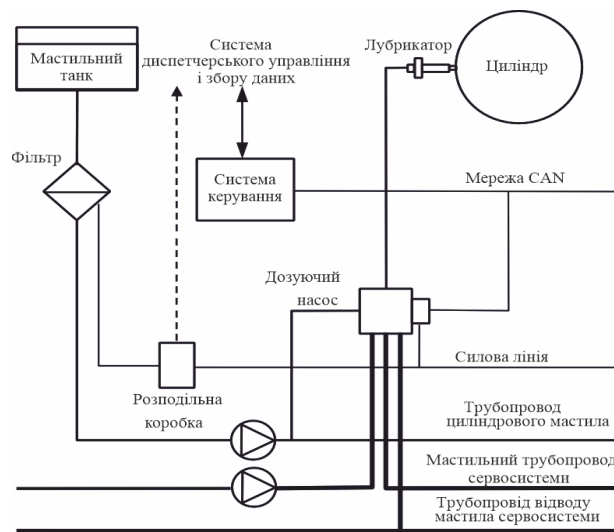 Мастильний
танк
Система
диспетчерського управління
і збору даних
Лубрикатор
Циліндр
Фільтр
Система
керування
Мережа CAN
Дозуючий
насос
Силова лінія
Розподільна
коробка
Трубопровод
циліндрового мастила
Мастильний трубопровод
сервосистеми
Трубопровід відводу
мастила сервосистеми